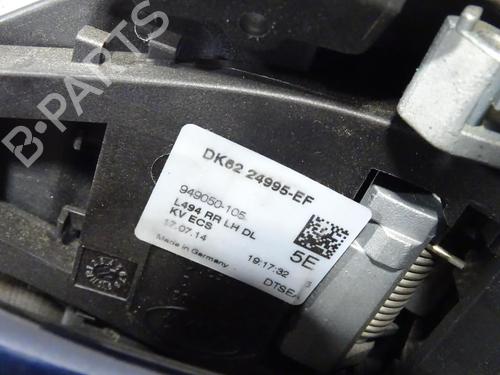 B-PARTS
DK62 24995-EF
949050-105
L494 RR LH DL
KV ECS
17.07.14
Made in Germany
19:17:32
5E
DTSEA